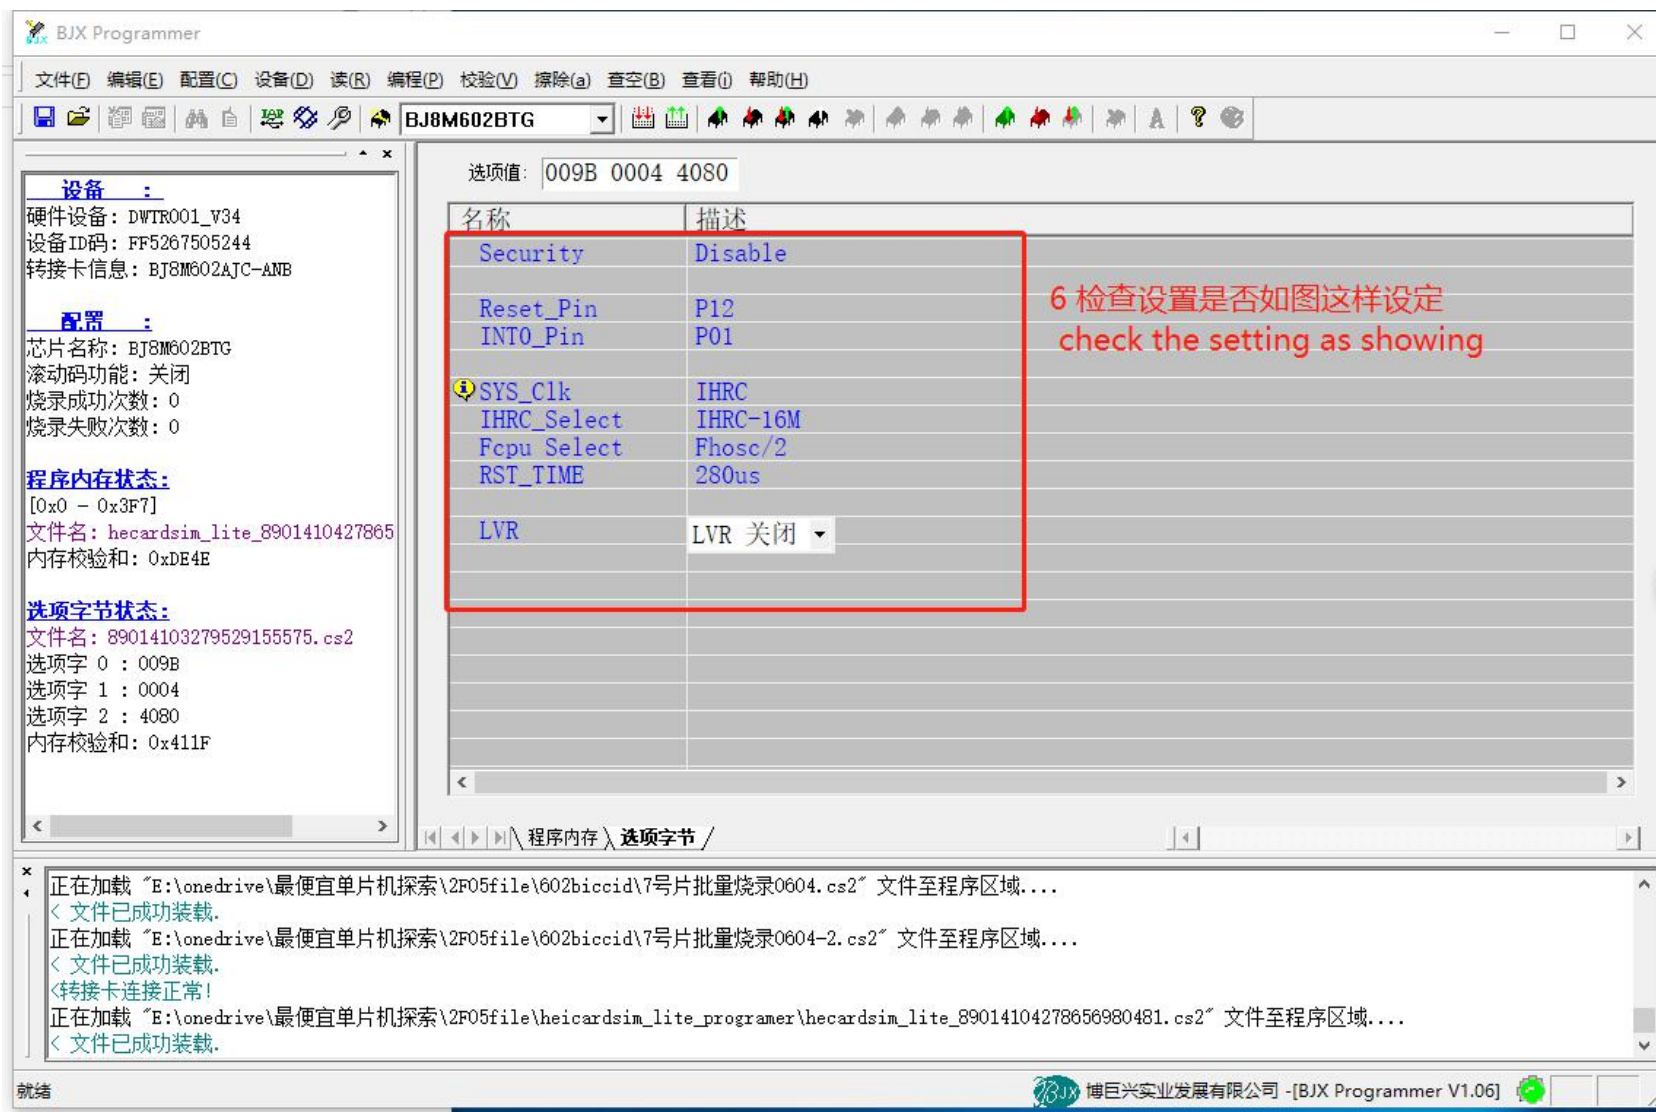 BJX Programmer
文件(F) 编辑(E) 配置(C) 设备(D) 读(R) 编程(P) 校验(V) 擦除(a) 查空(B) 查看(i) 帮助(H)
BJ8M602BTG
设备 :
硬件设备: DWTR001_V34
设备ID码: FF5267505244
转接卡信息: BJ8M602AJC-ANB
配置 :
芯片名称: BJ8M602BTG
滚动码功能: 关闭
烧录成功次数: 0
烧录失败次数: 0
程序内存状态:
[0x0 - 0x3F7]
文件名: hecardsim_lite_8901410427865
内存校验和: 0xDE4E
选项字节状态:
文件名: 89014103279529155575.cs2
选项字 0 : 009B
选项字 1 : 0004
选项字 2 : 4080
内存校验和: 0x411F
选项值: 009B 0004 4080
名称 描述
Security Disable
Reset_Pin P12
INT0_Pin P01
SYS_Clk IHRC
IHRC_Select IHRC-16M
Fcpu Select Fhosc/2
RST_TIME 280us
LVR LVR 关闭
6 检查设置是否如图这样设定
check the setting as showing
程序内存 选项字节
正在加载 "E:\onedrive\最便宜单片机探索\2F05file\602biccid\7号片批量烧录0604.cs2" 文件至程序区域....
< 文件已成功装载.
正在加载 "E:\onedrive\最便宜单片机探索\2F05file\602biccid\7号片批量烧录0604-2.cs2" 文件至程序区域....
< 文件已成功装载.
<转接卡连接正常!
正在加载 "E:\onedrive\最便宜单片机探索\2F05file\heicardsim_lite_programer\hecardsim_lite_89014104278656980481.cs2" 文件至程序区域....
< 文件已成功装载.
就绪
BJX 博巨兴实业发展有限公司 -[BJX Programmer V1.06]